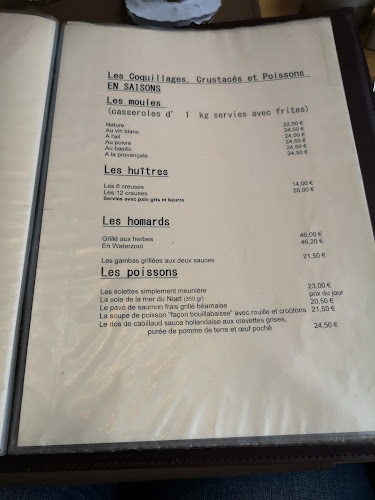 Les Coquillages, Crustacés et Poissons
EN SAISONS
Les moules
(casseroles d' 1 kg servies avec frites)
Nature 22,50 €
Au vin blanc 24,50 €
A l'ail 24,50 €
Au poivre 24,50 €
Au basilic 24,50 €
A la provençale 24,50 €
Les huîtres
Les 6 creuses 14,00 €
Les 12 creuses 26,00 €
Servies avec pain gris et beurre
Les homards
Grillé aux herbes 46,00 €
En Waterzooi 46,20 €
Les gambas grillées aux deux sauces 21,50 €
Les poissons
Les solettes simplement meunière 23,00 €
La sole de la mer du Nord (350 gr) prix du jour
Le pavé de saumon frais grillé béarnaise 20,50 €
La soupe de poisson "façon bouillabaisse" avec rouille et croûtons 21,50 €
Le dos de cabillaud sauce hollandaise aux crevettes grises,
purée de pomme de terre et œuf poché 24,50 €